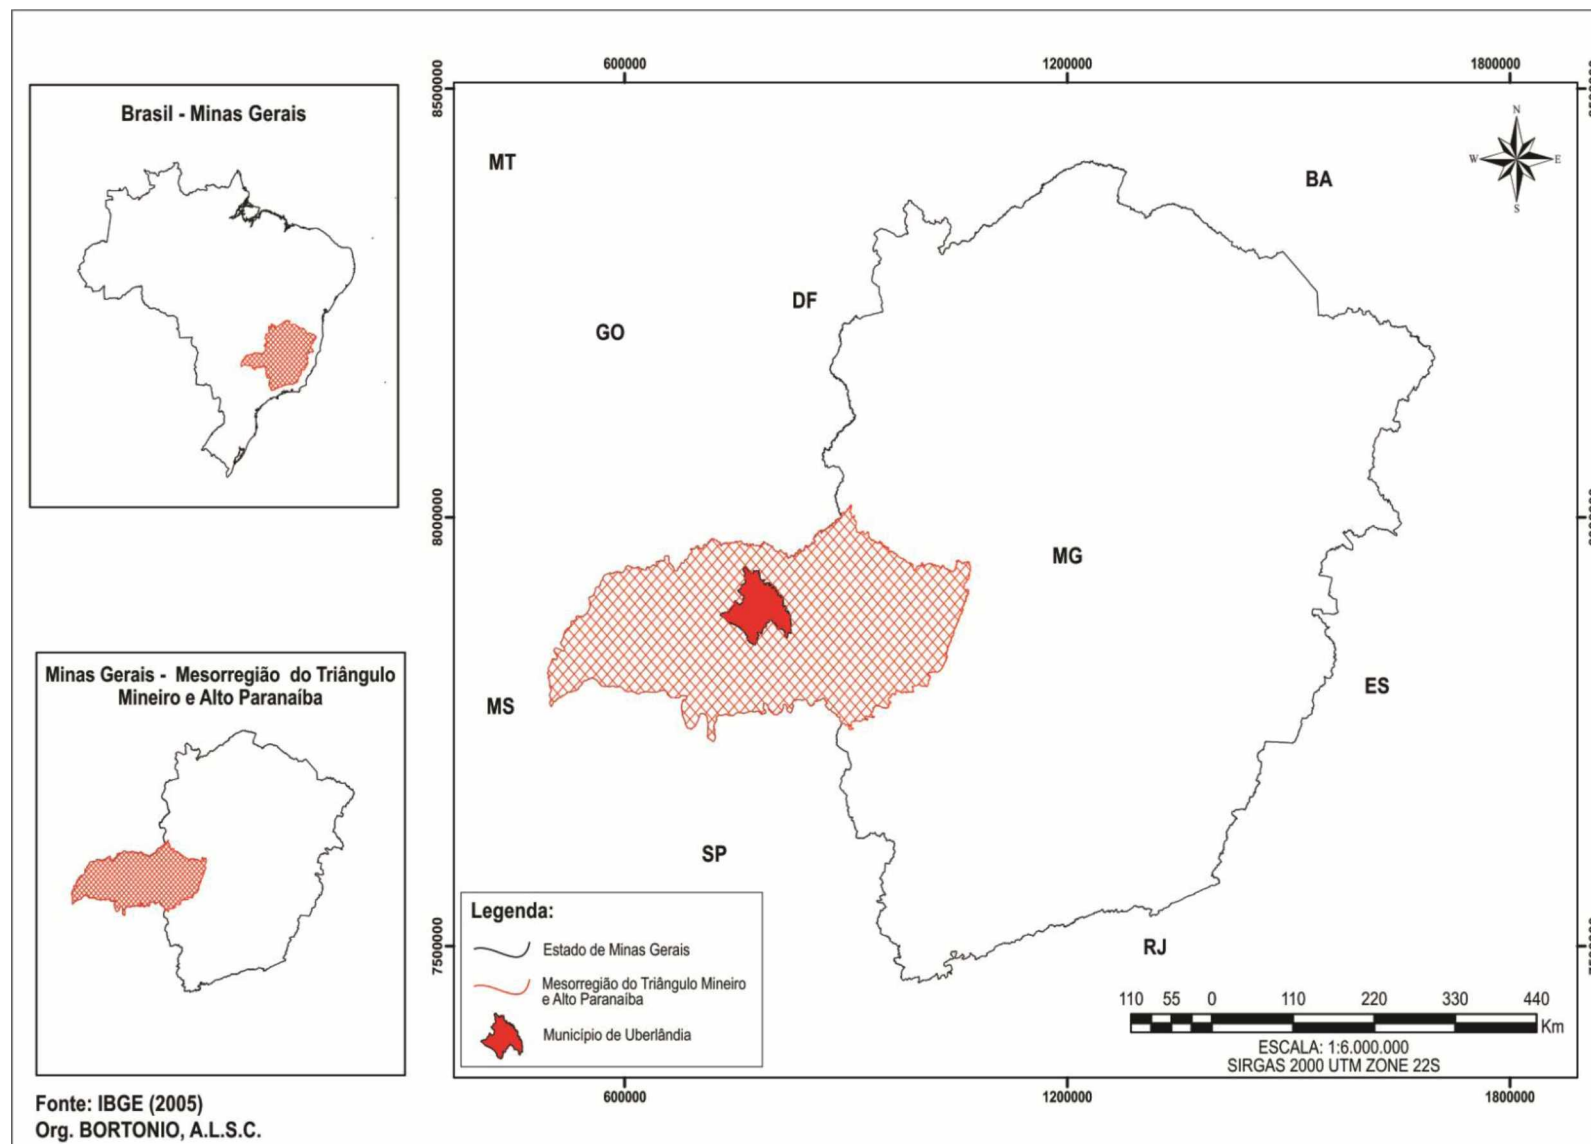 600000
1200000
1800000
8500000
Brasil - Minas Gerais
N
W
E
S
MT
BA
DF
GO
8000000
MG
Minas Gerais - Mesorregião do Triângulo
Mineiro e Alto Paranaíba
MS
ES
SP
Legenda:
Estado de Minas Gerais
Mesorregião do Triângulo Mineiro
e Alto Paranaíba
Município de Uberlândia
7500000
RJ
110 55 0 110 220 330 440
Km
ESCALA: 1:6.000.000
SIRGAS 2000 UTM ZONE 22S
600000
1200000
1800000
Fonte: IBGE (2005)
Org. BORTONIO, A.L.S.C.